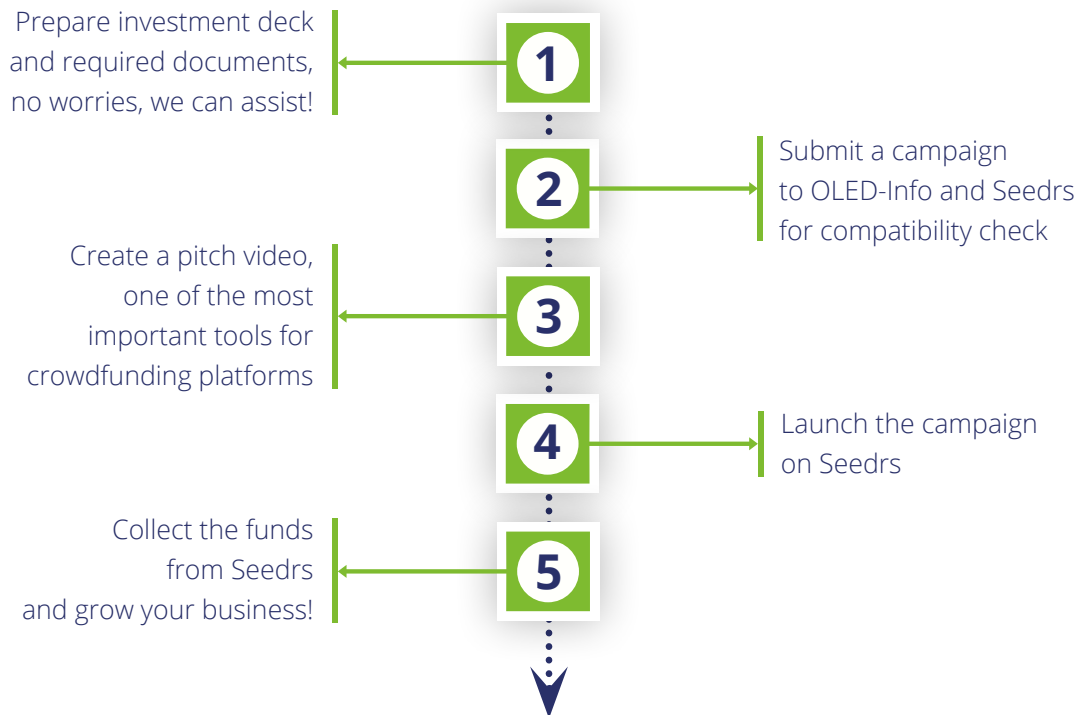 Prepare investment deck
and required documents,
no worries, we can assist!
1
2
Submit a campaign
to OLED-Info and Seedrs
for compatibility check
Create a pitch video,
one of the most
important tools for
crowdfunding platforms
3
4
Launch the campaign
on Seedrs
Collect the funds
from Seedrs
and grow your business!
5